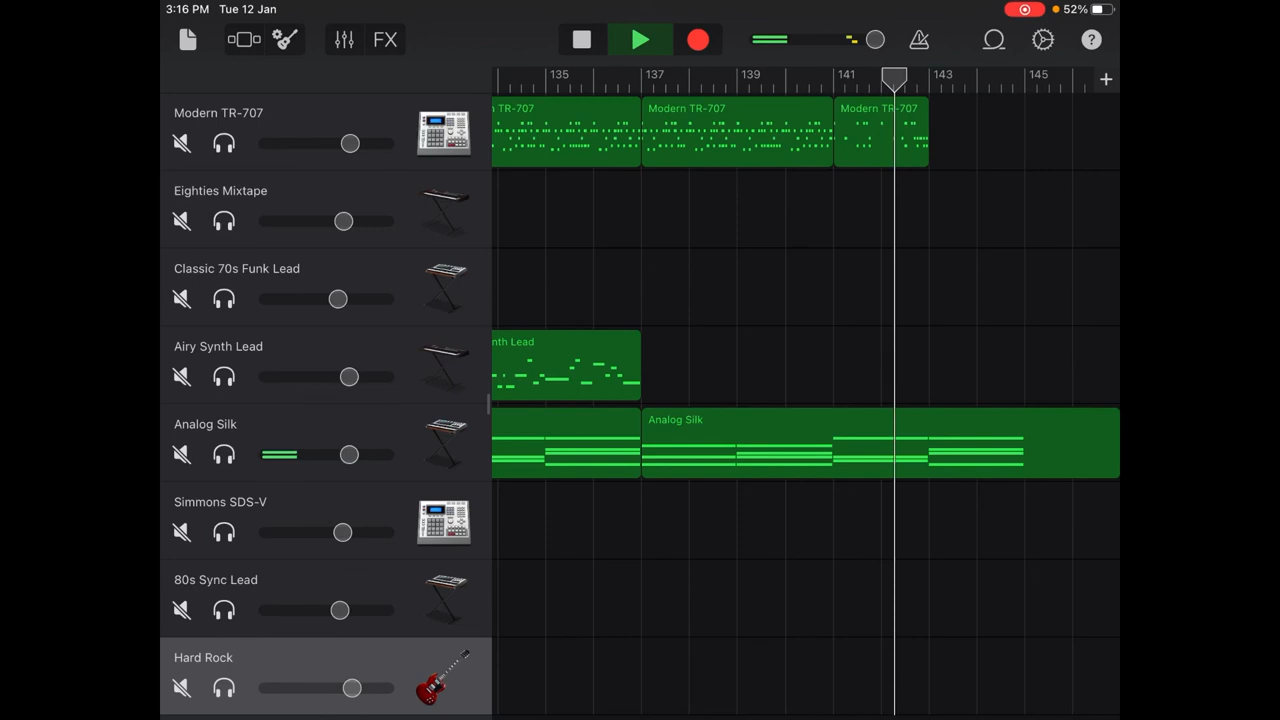 3:16 PM Tue 12 Jan
52%
FX
?
135 137 139 141 143 145 +
Modern TR-707
n TR-707
Modern TR-707
Modern TR-707
Eighties Mixtape
Classic 70s Funk Lead
Airy Synth Lead
nth Lead
Analog Silk
Analog Silk
Simmons SDS-V
80s Sync Lead
Hard Rock